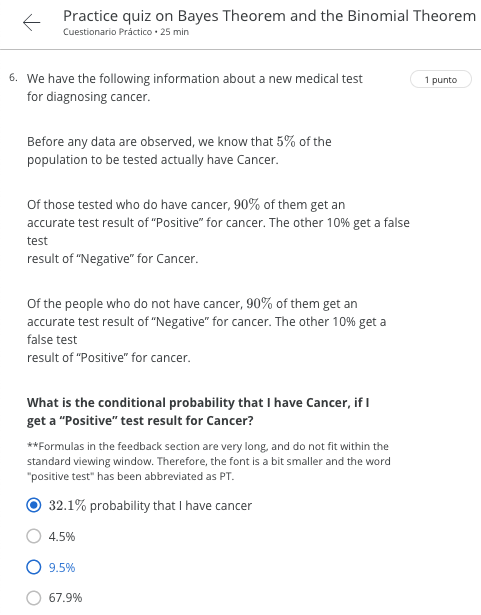 Practice quiz on Bayes Theorem and the Binomial Theorem
Cuestionario Práctico • 25 min
6. We have the following information about a new medical test
1 punto
for diagnosing cancer.
Before any data are observed, we know that 5% of the
population to be tested actually have Cancer.
Of those tested who do have cancer, 90% of them get an
accurate test result of “Positive” for cancer. The other 10% get a false
test
result of “Negative” for Cancer.
Of the people who do not have cancer, 90% of them get an
accurate test result of “Negative” for cancer. The other 10% get a
false test
result of “Positive” for cancer.
What is the conditional probability that I have Cancer, if I
get a “Positive” test result for Cancer?
**Formulas in the feedback section are very long, and do not fit within the
standard viewing window. Therefore, the font is a bit smaller and the word
"positive test" has been abbreviated as PT.
32.1% probability that I have cancer
4.5%
9.5%
67.9%